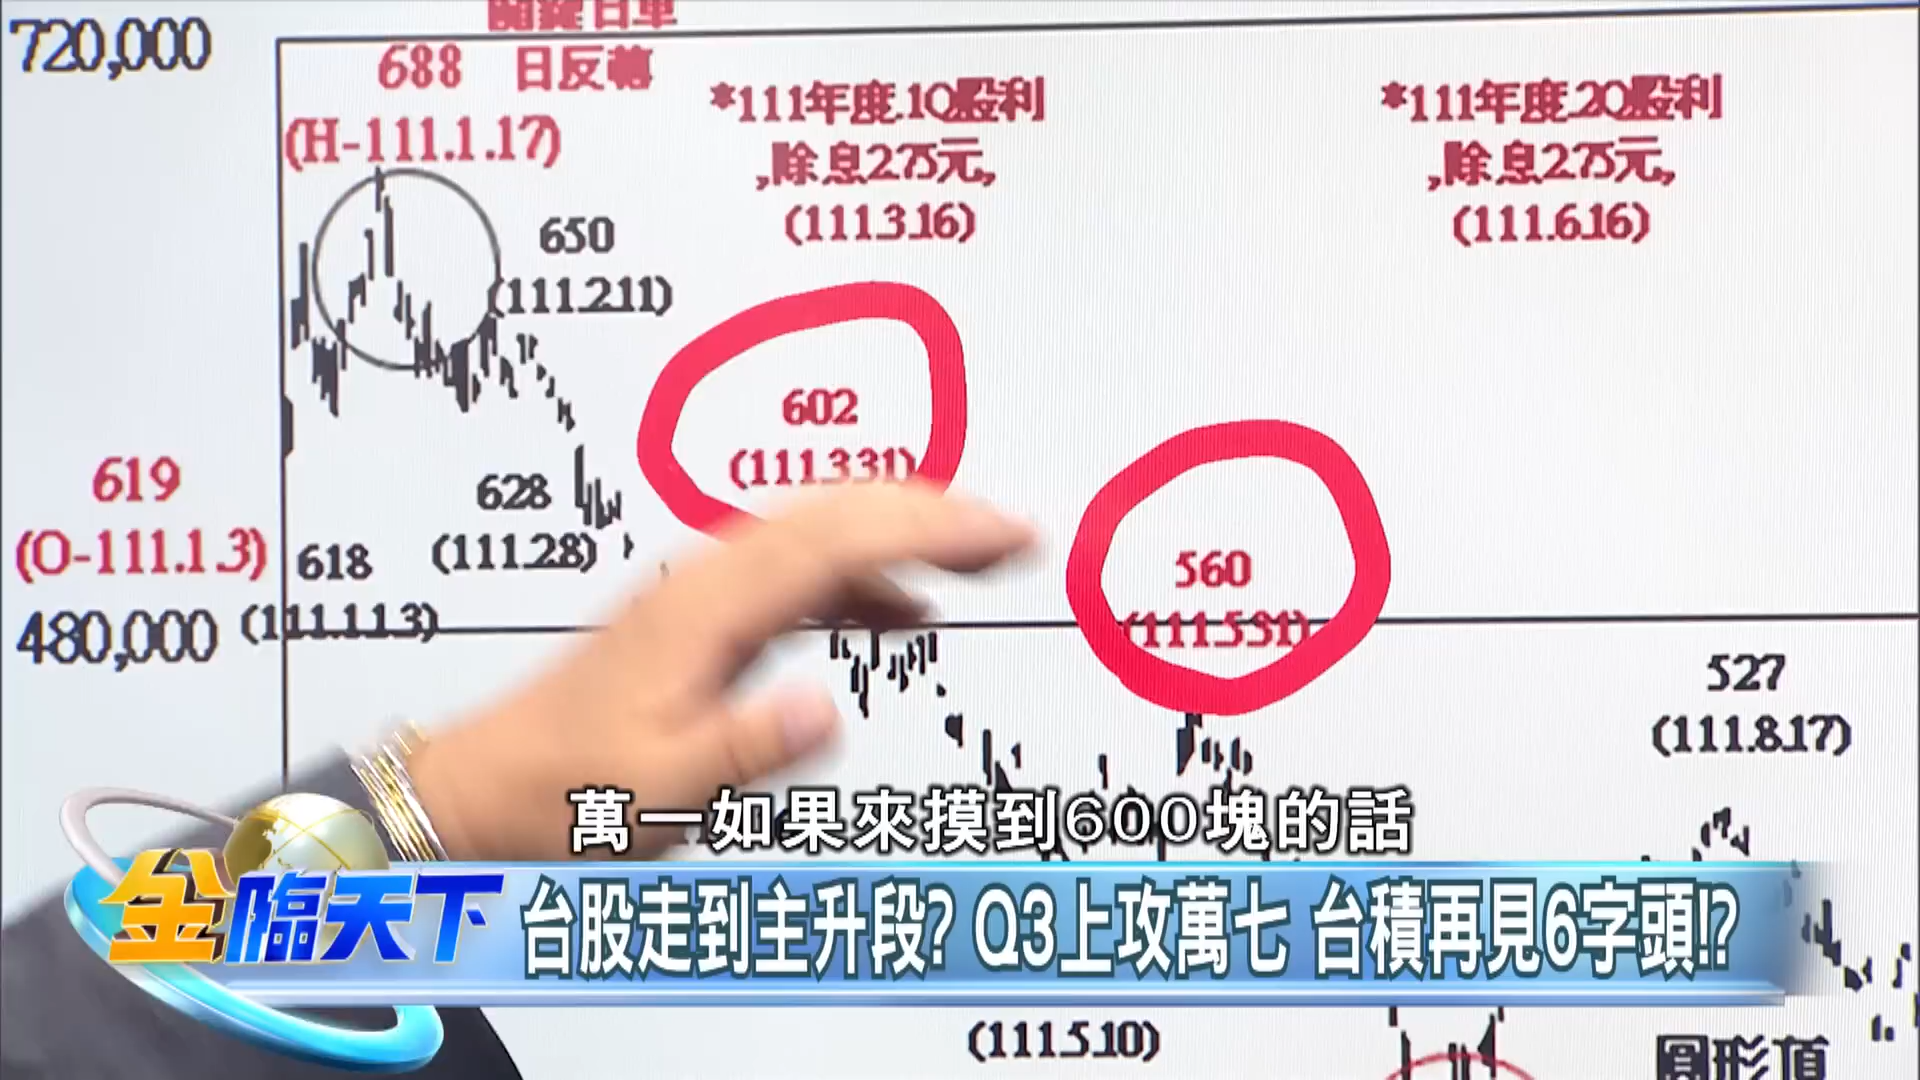 720,000
688
日反轉
(H-111.1.17)
*111年度.1Q股利
,除息2.75元,
(111.3.16)
*111年度.2Q股利
,除息2.75元,
(111.6.16)
650
(111.2.11)
602
(111.3.31)
619
(O-111.1.3)
628
(111.2.8)
618
(111.1.13)
480,000
560
(111.5.31)
527
(111.8.17)
萬一如果來摸到600塊的話
金臨天下
台股走到主升段? Q3上攻萬七 台積再見6字頭!?
(111.5.10)
圓形頂